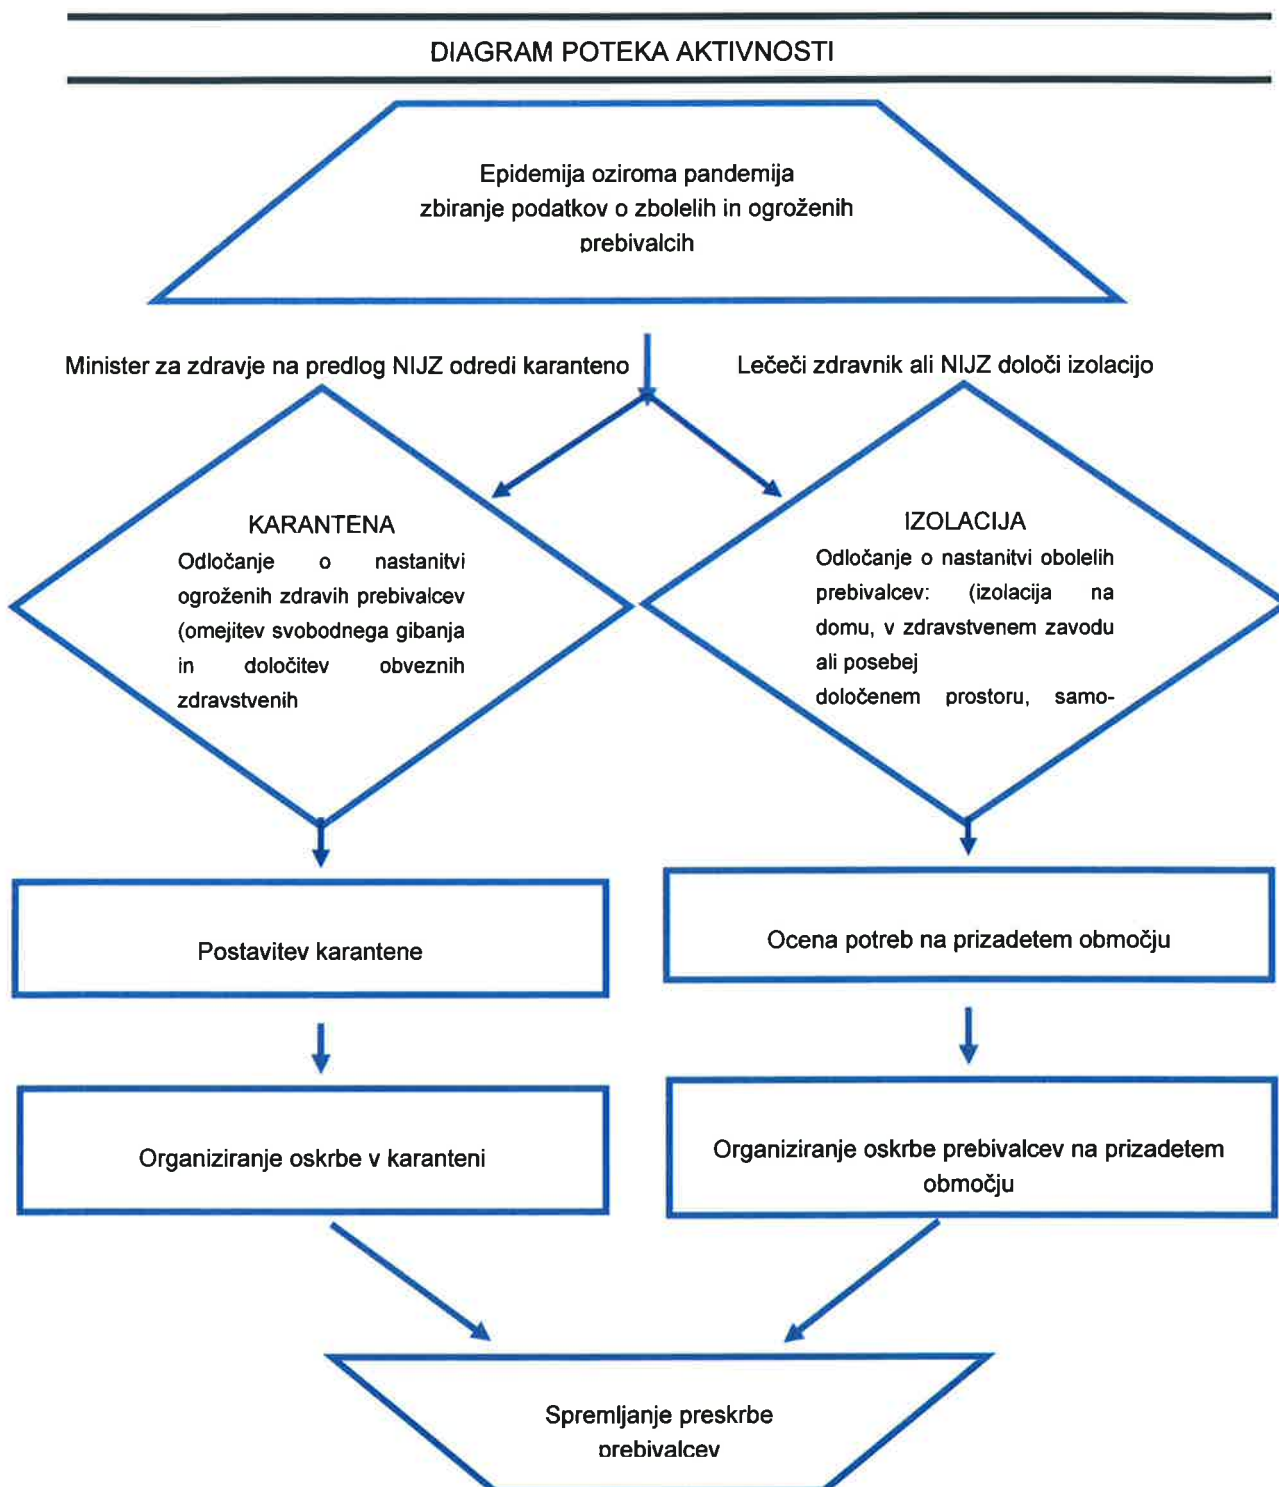 DIAGRAM POTEKA AKTIVNOSTI
Epidemija oziroma pandemija
zbiranje podatkov o zbolelih in ogroženih
prebivalcih
Minister za zdravje na predlog NIJZ odredi karanteno
Lečeči zdravnik ali NIJZ določi izolacijo
KARANTENA
Odločanje o nastanitvi
ogroženih zdravih prebivalcev
(omejitev svobodnega gibanja
in določitev obveznih
zdravstvenih
IZOLACIJA
Odločanje o nastanitvi obolelih
prebivalcev: (izolacija na
domu, v zdravstvenem zavodu
ali posebej
določenem prostoru, samo-
Postavitev karantene
Ocena potreb na prizadetem območju
Organiziranje oskrbe v karanteni
Organiziranje oskrbe prebivalcev na prizadetem
območju
Spremljanje preskrbe
prebivalcev